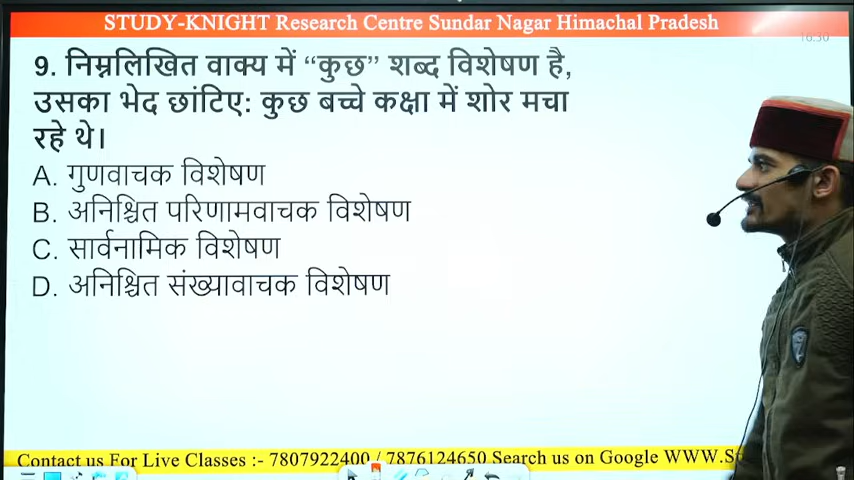 STUDY-KNIGHT Research Centre Sundar Nagar Himachal Pradesh
16:30
9. निम्नलिखित वाक्य में “कुछ” शब्द विशेषण है,
उसका भेद छांटिए: कुछ बच्चे कक्षा में शोर मचा
रहे थे।
A. गुणवाचक विशेषण
B. अनिश्चित परिणामवाचक विशेषण
C. सार्वनामिक विशेषण
D. अनिश्चित संख्यावाचक विशेषण
Contact us For Live Classes :- 7807922400 / 7876124650 Search us on Google WWW.